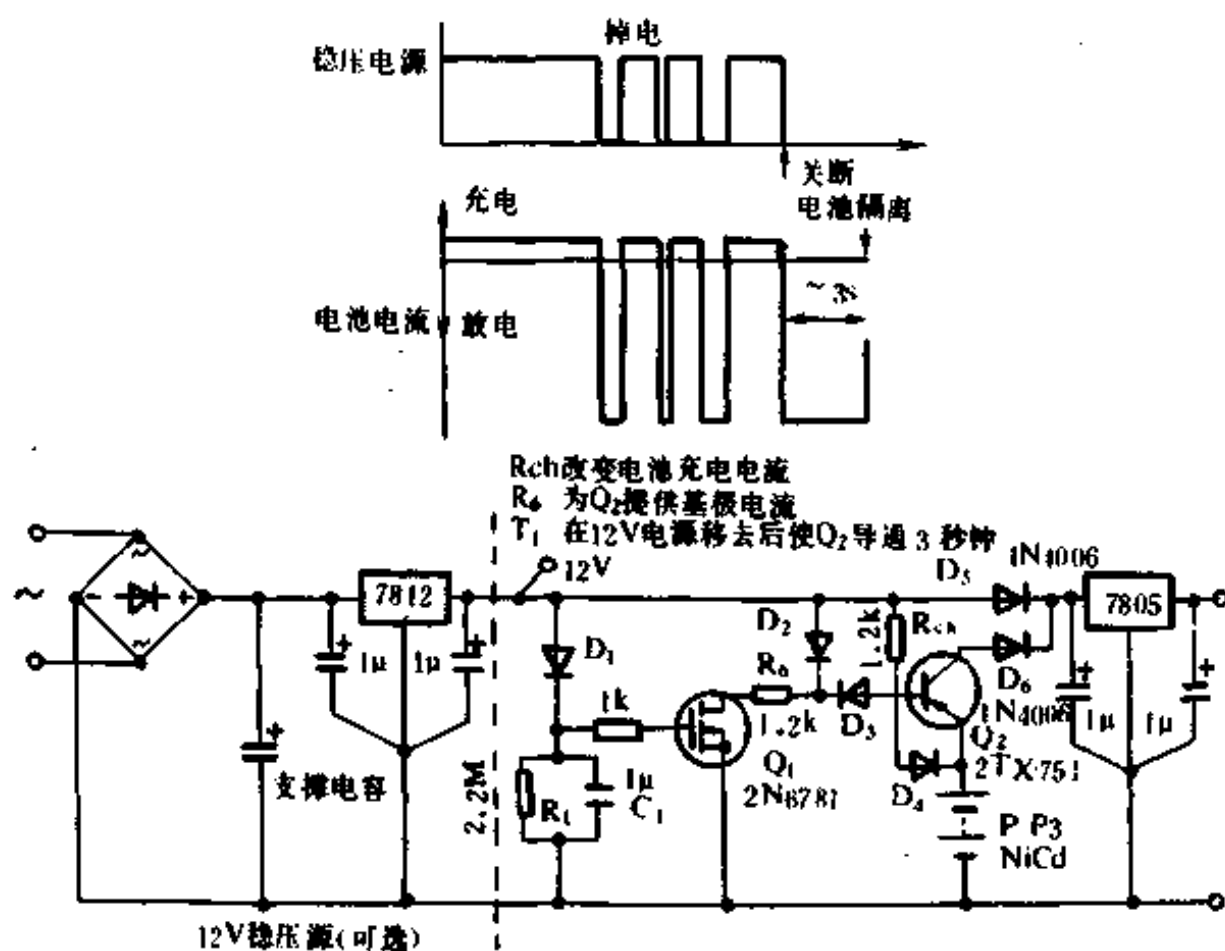 掉电
稳压电源
关断
电池隔离
充电
~3s
电池电流
放电
Rch改变电池充电电流
R6 为Q2提供基极电流
T1 在12V电源移去后使Q2导通3秒钟
12V
D5
1N4006
~
~
-
+
~
7812
7805
D1
D2
1.2k
Rch
1μ
1μ
1k
R6
1.2k
D3
D6
1N4006
1μ
1μ
Q1
2N6781
Q2
2TX751
D4
支撑电容
2.2M
R1
1μ
C1
PP3
NiCd
12V稳压源(可选)